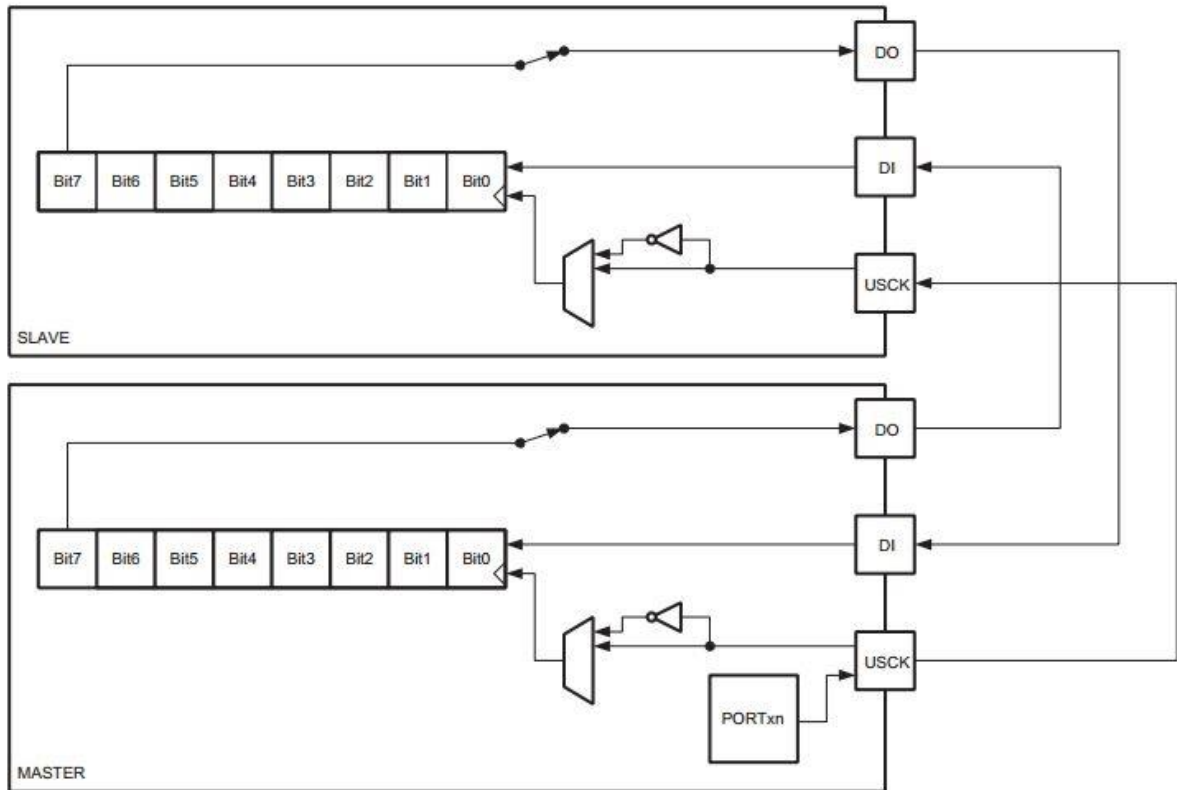 DO
Bit7 Bit6 Bit5 Bit4 Bit3 Bit2 Bit1 Bit0
DI
USCK
SLAVE
DO
Bit7 Bit6 Bit5 Bit4 Bit3 Bit2 Bit1 Bit0
DI
USCK
PORTxn
MASTER